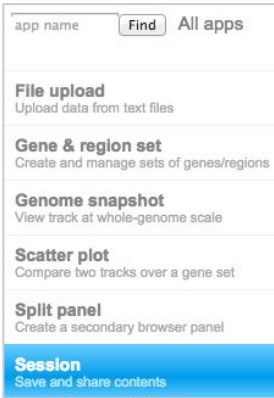 app name Find All apps
File upload
Upload data from text files
Gene & region set
Create and manage sets of genes/regions
Genome snapshot
View track at whole-genome scale
Scatter plot
Compare two tracks over a gene set
Split panel
Create a secondary browser panel
Session
Save and share contents